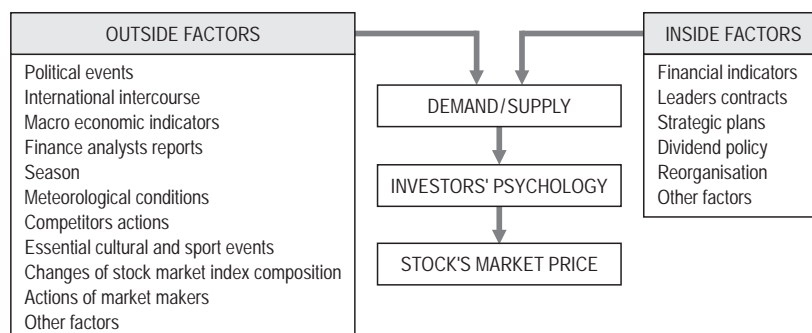 OUTSIDE FACTORS
Political events
International intercourse
Macro economic indicators
Finance analysts reports
Season
Meteorological conditions
Competitors actions
Essential cultural and sport events
Changes of stock market index composition
Actions of market makers
Other factors
DEMAND/SUPPLY
INVESTORS' PSYCHOLOGY
STOCK'S MARKET PRICE
INSIDE FACTORS
Financial indicators
Leaders contracts
Strategic plans
Dividend policy
Reorganisation
Other factors